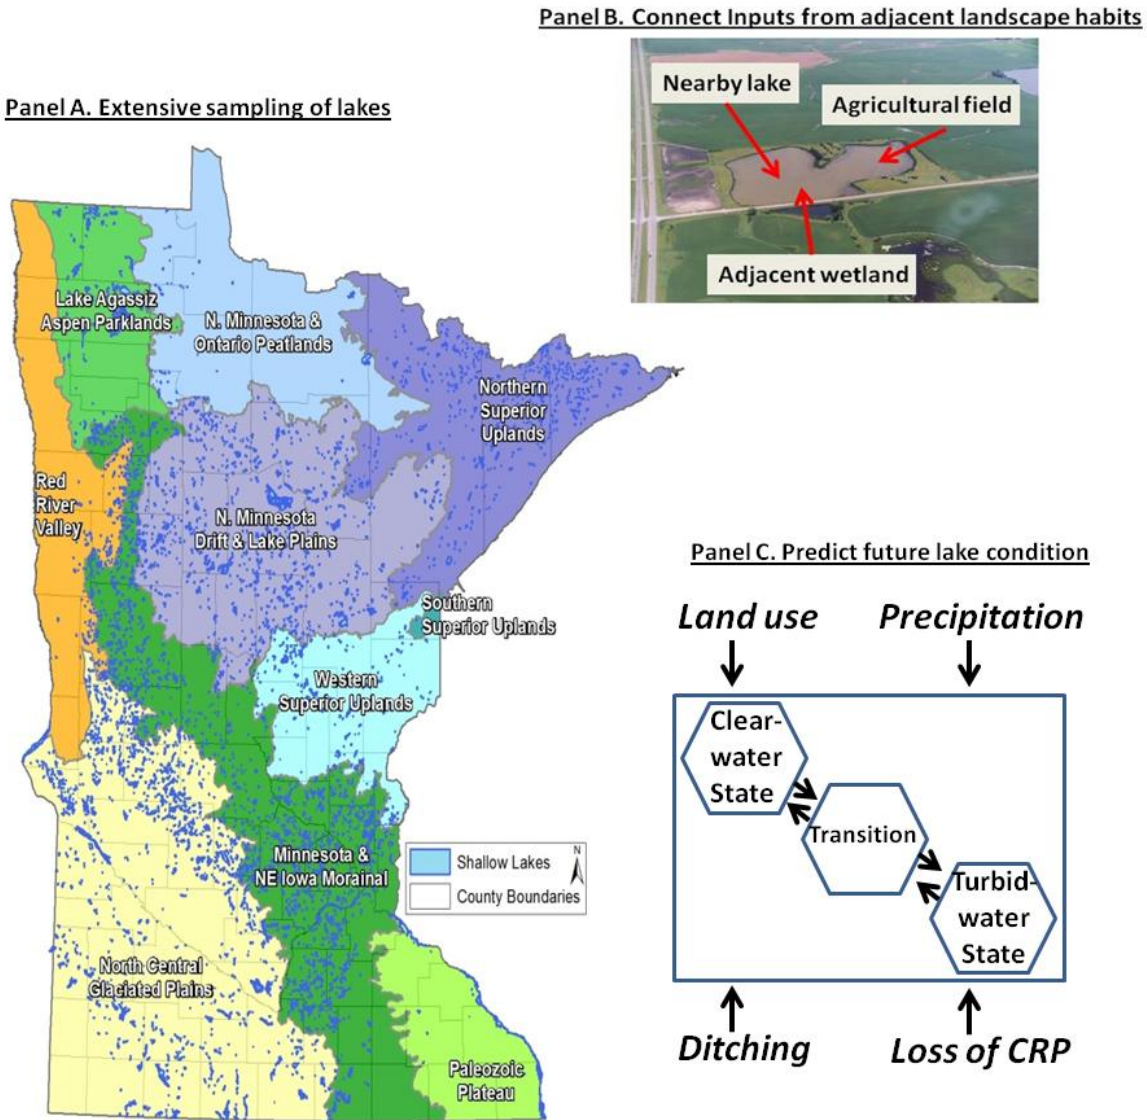 Panel B. Connect Inputs from adjacent landscape habits
Nearby lake
Agricultural field
Adjacent wetland
Panel A. Extensive sampling of lakes
Lake Agassiz
Aspen Parklands
N. Minnesota &
Ontario Peatlands
Northern
Superior
Uplands
Red
River
Valley
N. Minnesota
Drift & Lake Plains
Southern
Superior Uplands
Western
Superior Uplands
Minnesota &
NE Iowa Morainal
North Central
Glaciated Plains
Paleozoic
Plateau
Shallow Lakes
County Boundaries
N
Panel C. Predict future lake condition
Land use
Precipitation
Clear-
water
State
Transition
Turbid-
water
State
Ditching
Loss of CRP